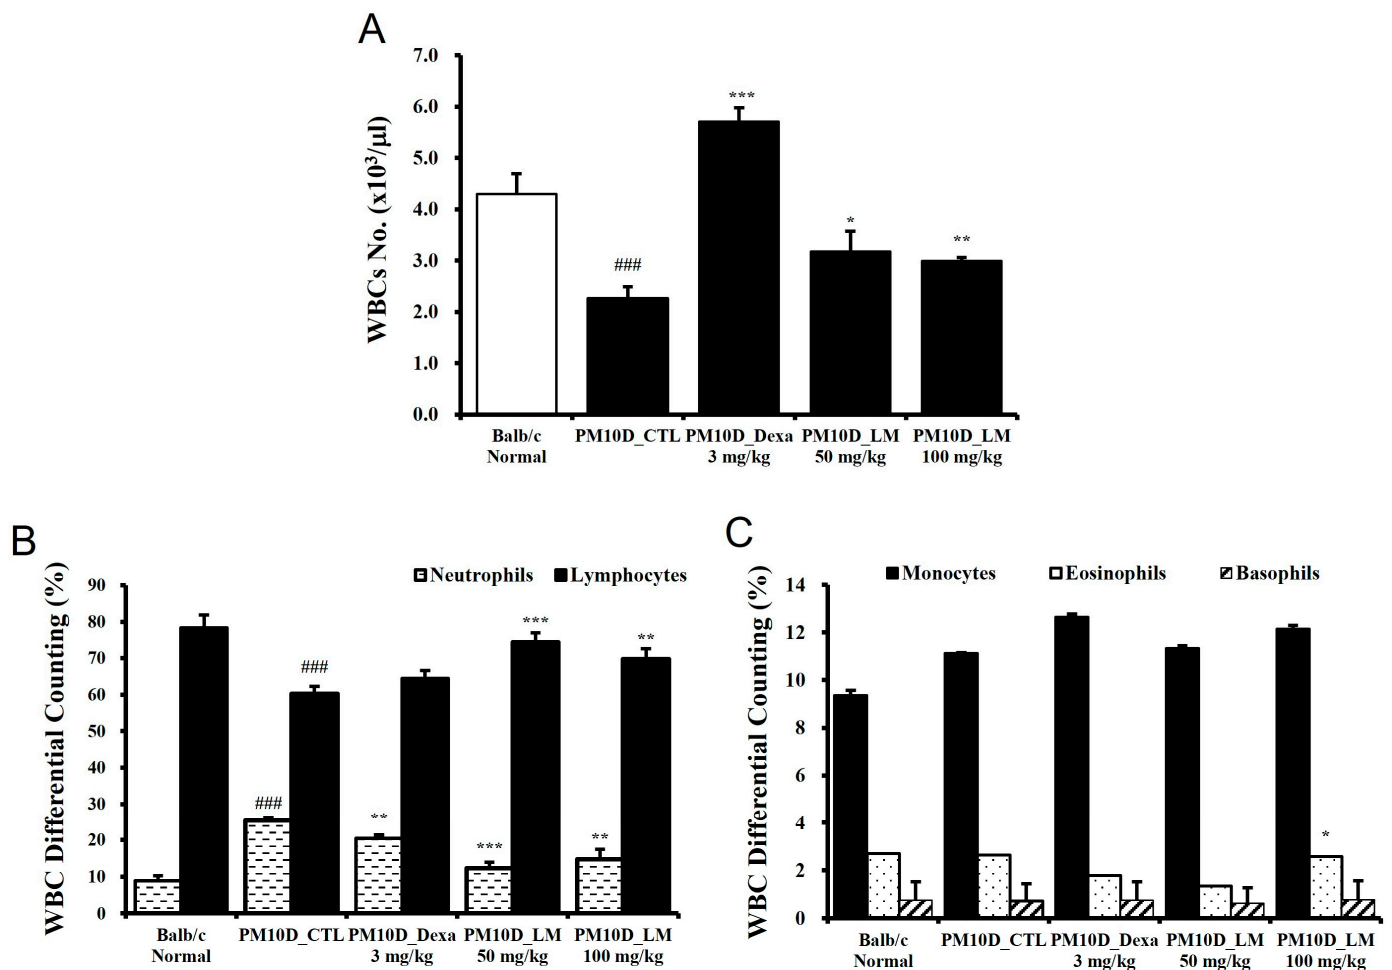 A
7.0
6.0
5.0
4.0
3.0
2.0
1.0
0.0
WBCs No. (x10³/μl)
###
***
*
**
Balb/c
Normal
PM10D_CTL
PM10D_Dexa
3 mg/kg
PM10D_LM
50 mg/kg
PM10D_LM
100 mg/kg
B
Neutrophils
Lymphocytes
90
80
70
60
50
40
30
20
10
0
WBC Differential Counting (%)
###
###
**
***
***
**
**
Balb/c
Normal
PM10D_CTL
PM10D_Dexa
3 mg/kg
PM10D_LM
50 mg/kg
PM10D_LM
100 mg/kg
C
Monocytes
Eosinophils
Basophils
14
12
10
8
6
4
2
0
WBC Differential Counting (%)
*
Balb/c
Normal
PM10D_CTL
PM10D_Dexa
3 mg/kg
PM10D_LM
50 mg/kg
PM10D_LM
100 mg/kg